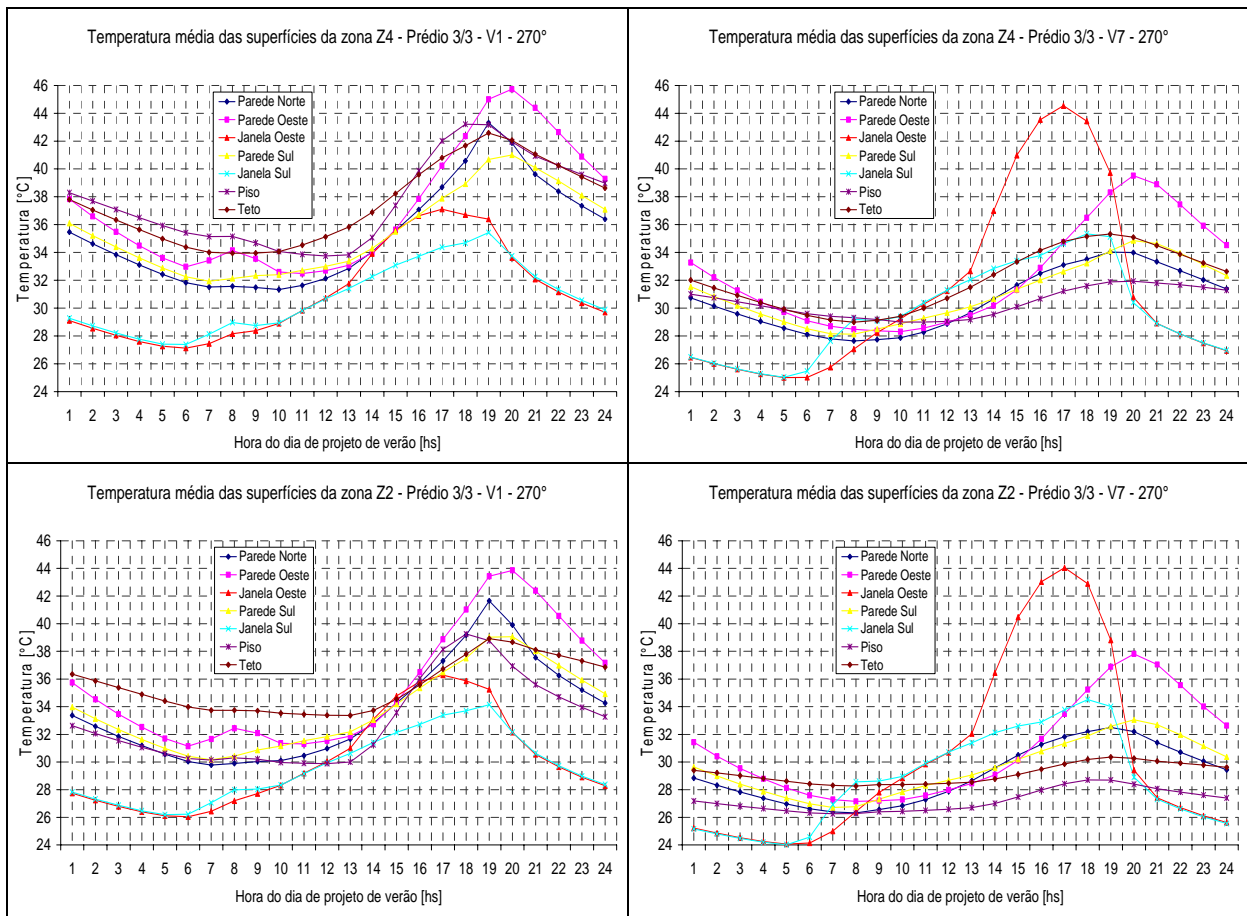 Temperatura média das superfícies da zona Z4 - Prédio 3/3 - V1 - 270°
46
44
42
40
38
36
34
32
30
28
26
24
Temperatura [°C]
Parede Norte
Parede Oeste
Janela Oeste
Parede Sul
Janela Sul
Piso
Teto
1 2 3 4 5 6 7 8 9 10 11 12 13 14 15 16 17 18 19 20 21 22 23 24
Hora do dia de projeto de verão [hs]
Temperatura média das superfícies da zona Z4 - Prédio 3/3 - V7 - 270°
46
44
42
40
38
36
34
32
30
28
26
24
Temperatura [°C]
Parede Norte
Parede Oeste
Janela Oeste
Parede Sul
Janela Sul
Piso
Teto
1 2 3 4 5 6 7 8 9 10 11 12 13 14 15 16 17 18 19 20 21 22 23 24
Hora do dia de projeto de verão [hs]
Temperatura média das superfícies da zona Z2 - Prédio 3/3 - V1 - 270°
46
44
42
40
38
36
34
32
30
28
26
24
Temperatura [°C]
Parede Norte
Parede Oeste
Janela Oeste
Parede Sul
Janela Sul
Piso
Teto
1 2 3 4 5 6 7 8 9 10 11 12 13 14 15 16 17 18 19 20 21 22 23 24
Hora do dia de projeto de verão [hs]
Temperatura média das superfícies da zona Z2 - Prédio 3/3 - V7 - 270°
46
44
42
40
38
36
34
32
30
28
26
24
Temperatura [°C]
Parede Norte
Parede Oeste
Janela Oeste
Parede Sul
Janela Sul
Piso
Teto
1 2 3 4 5 6 7 8 9 10 11 12 13 14 15 16 17 18 19 20 21 22 23 24
Hora do dia de projeto de verão [hs]